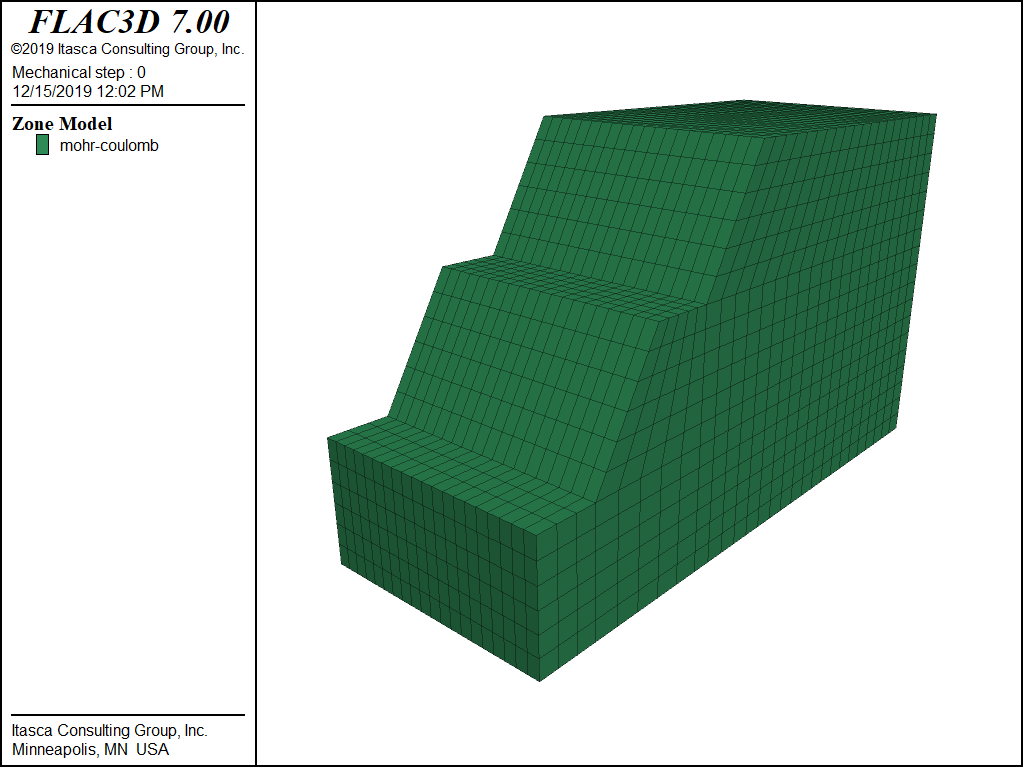 FLAC3D 7.00
©2019 Itasca Consulting Group, Inc.
Mechanical step : 0
12/15/2019 12:02 PM
Zone Model
mohr-coulomb
Itasca Consulting Group, Inc.
Minneapolis, MN  USA